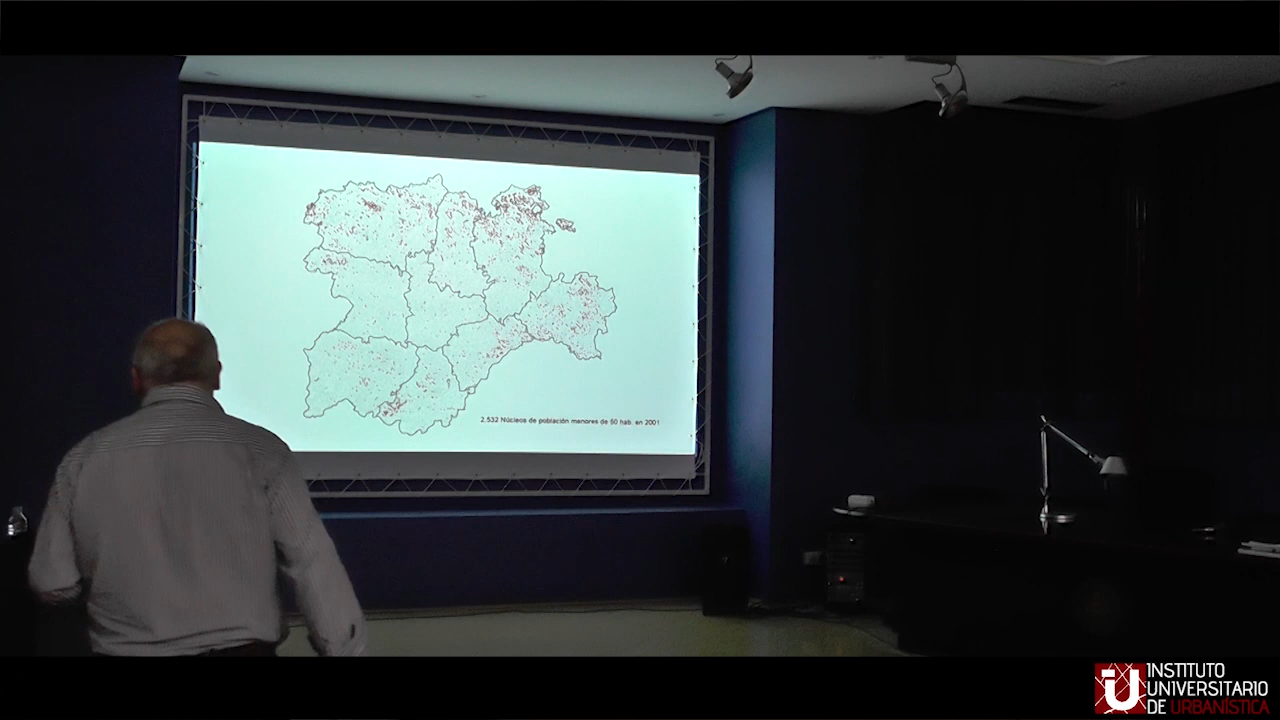 2.532 Núcleos de población menores de 50 hab. en 2001
INSTITUTO
UNIVERSITARIO
DE URBANÍSTICA